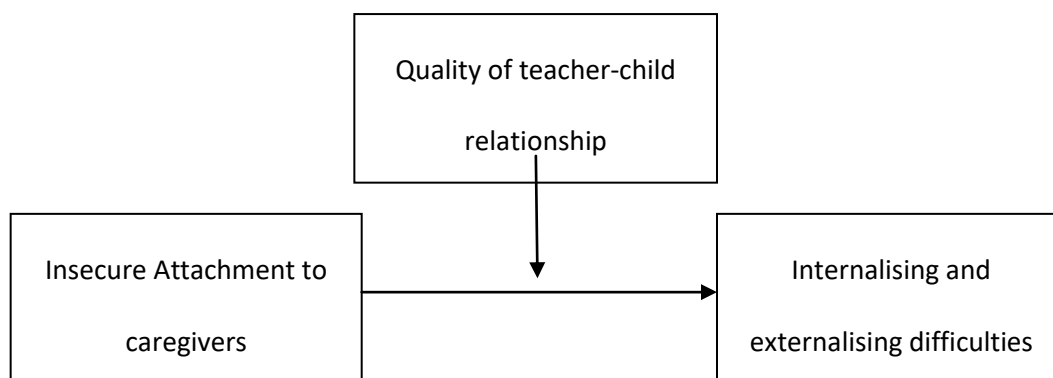 Quality of teacher-child
relationship
Insecure Attachment to
caregivers
Internalising and
externalising difficulties